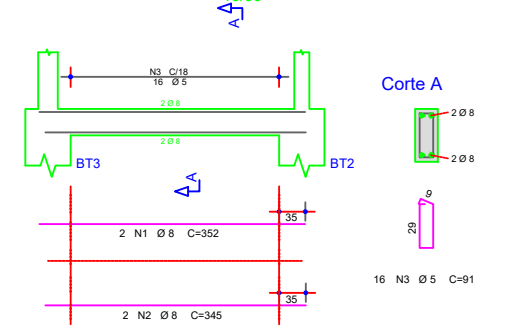 A
N3 C/18
16 Ø 5
2 Ø 8
2 Ø 8
BT3
BT2
Corte A
2 Ø 8
2 Ø 8
A
35
2 N1 Ø 8 C=352
35
2 N2 Ø 8 C=345
9
29
16 N3 Ø 5 C=91